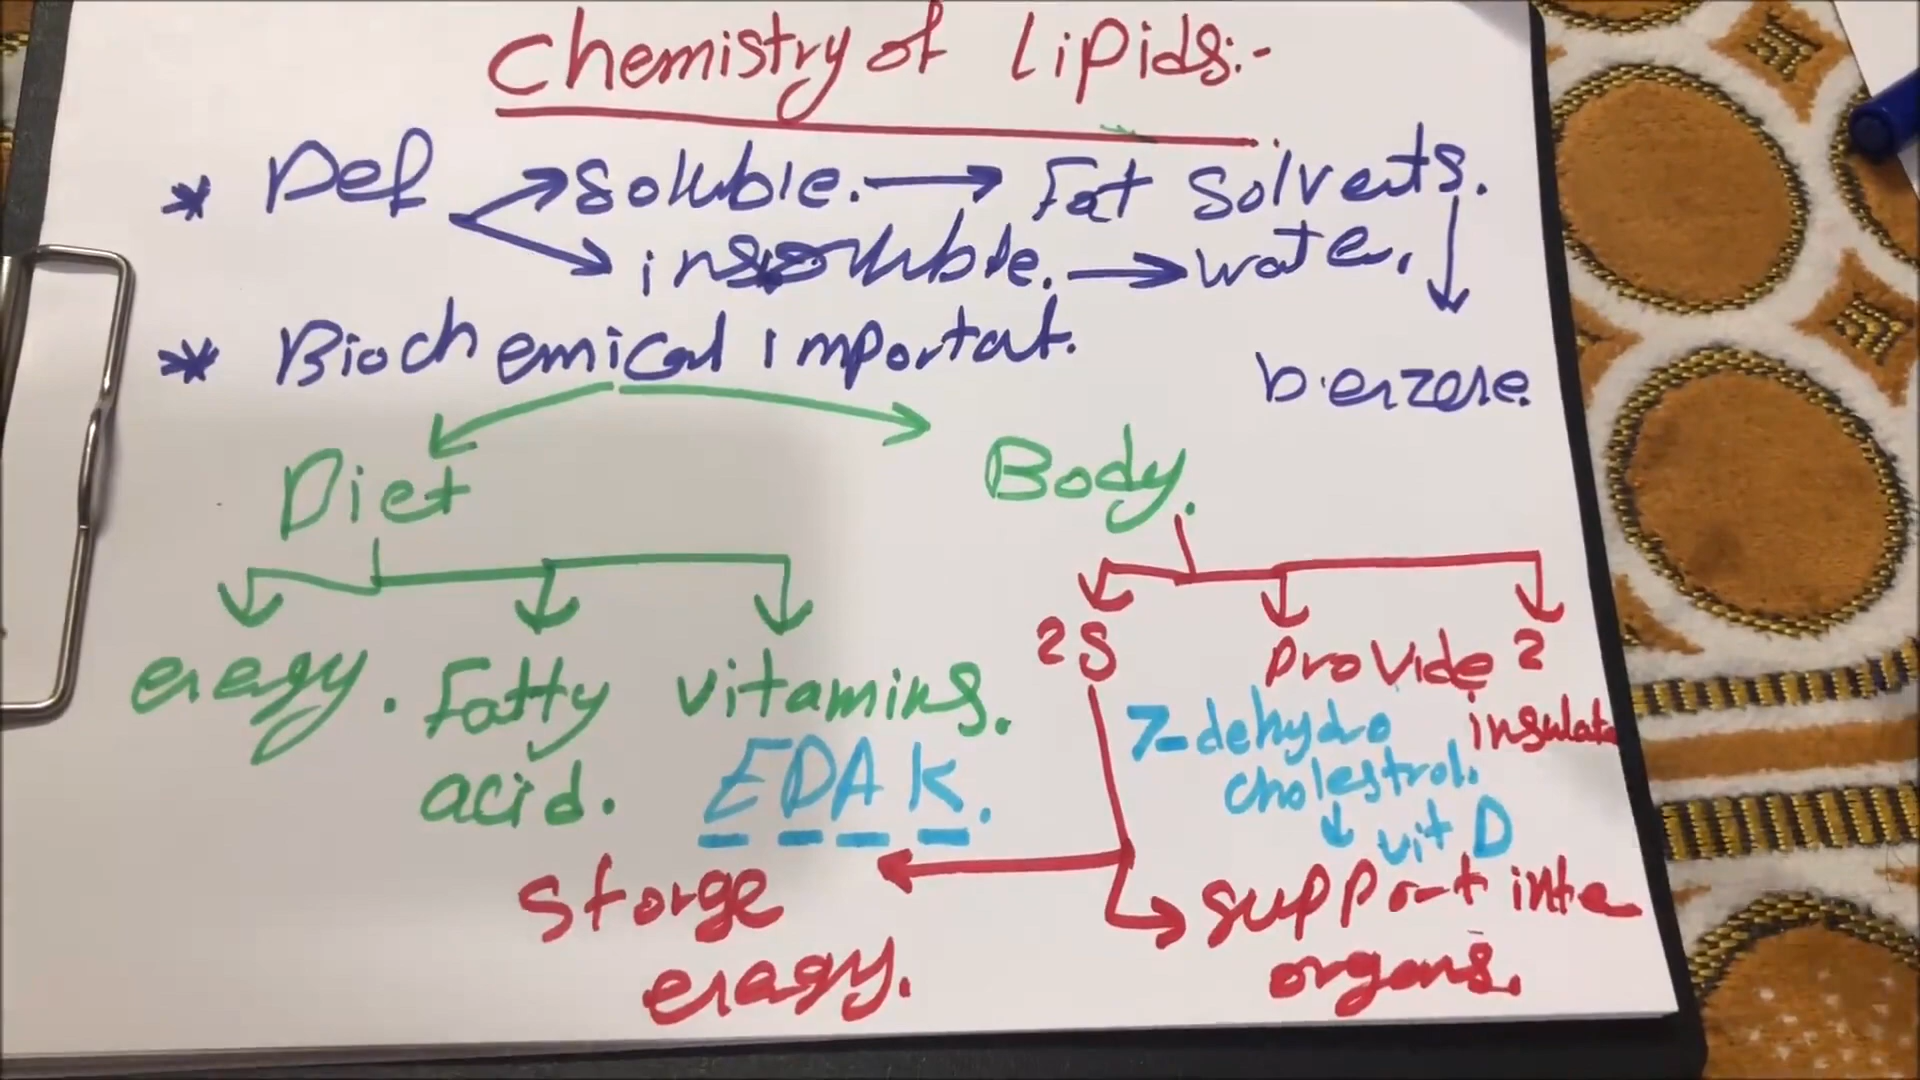 Chemistry of Lipids:-
* Def soluble. → Fat Solvents.
insoluble. → water.
benzene.
* Biochemical importat.
Diet Body.
energy. Fatty acid. vitamins. EDAK.
2S Provide 2 insulate
7-dehydro
cholestrol.
↓ vit D
storge
energy.
support inte
organs.